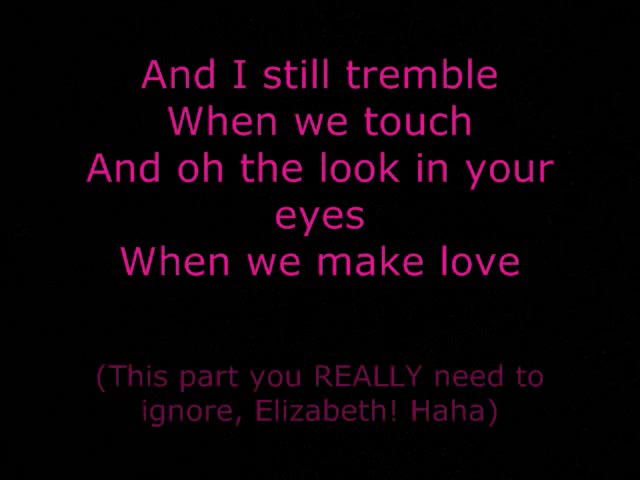 And I still tremble
When we touch
And oh the look in your
eyes
When we make love
(This part you REALLY need to
ignore, Elizabeth! Haha)